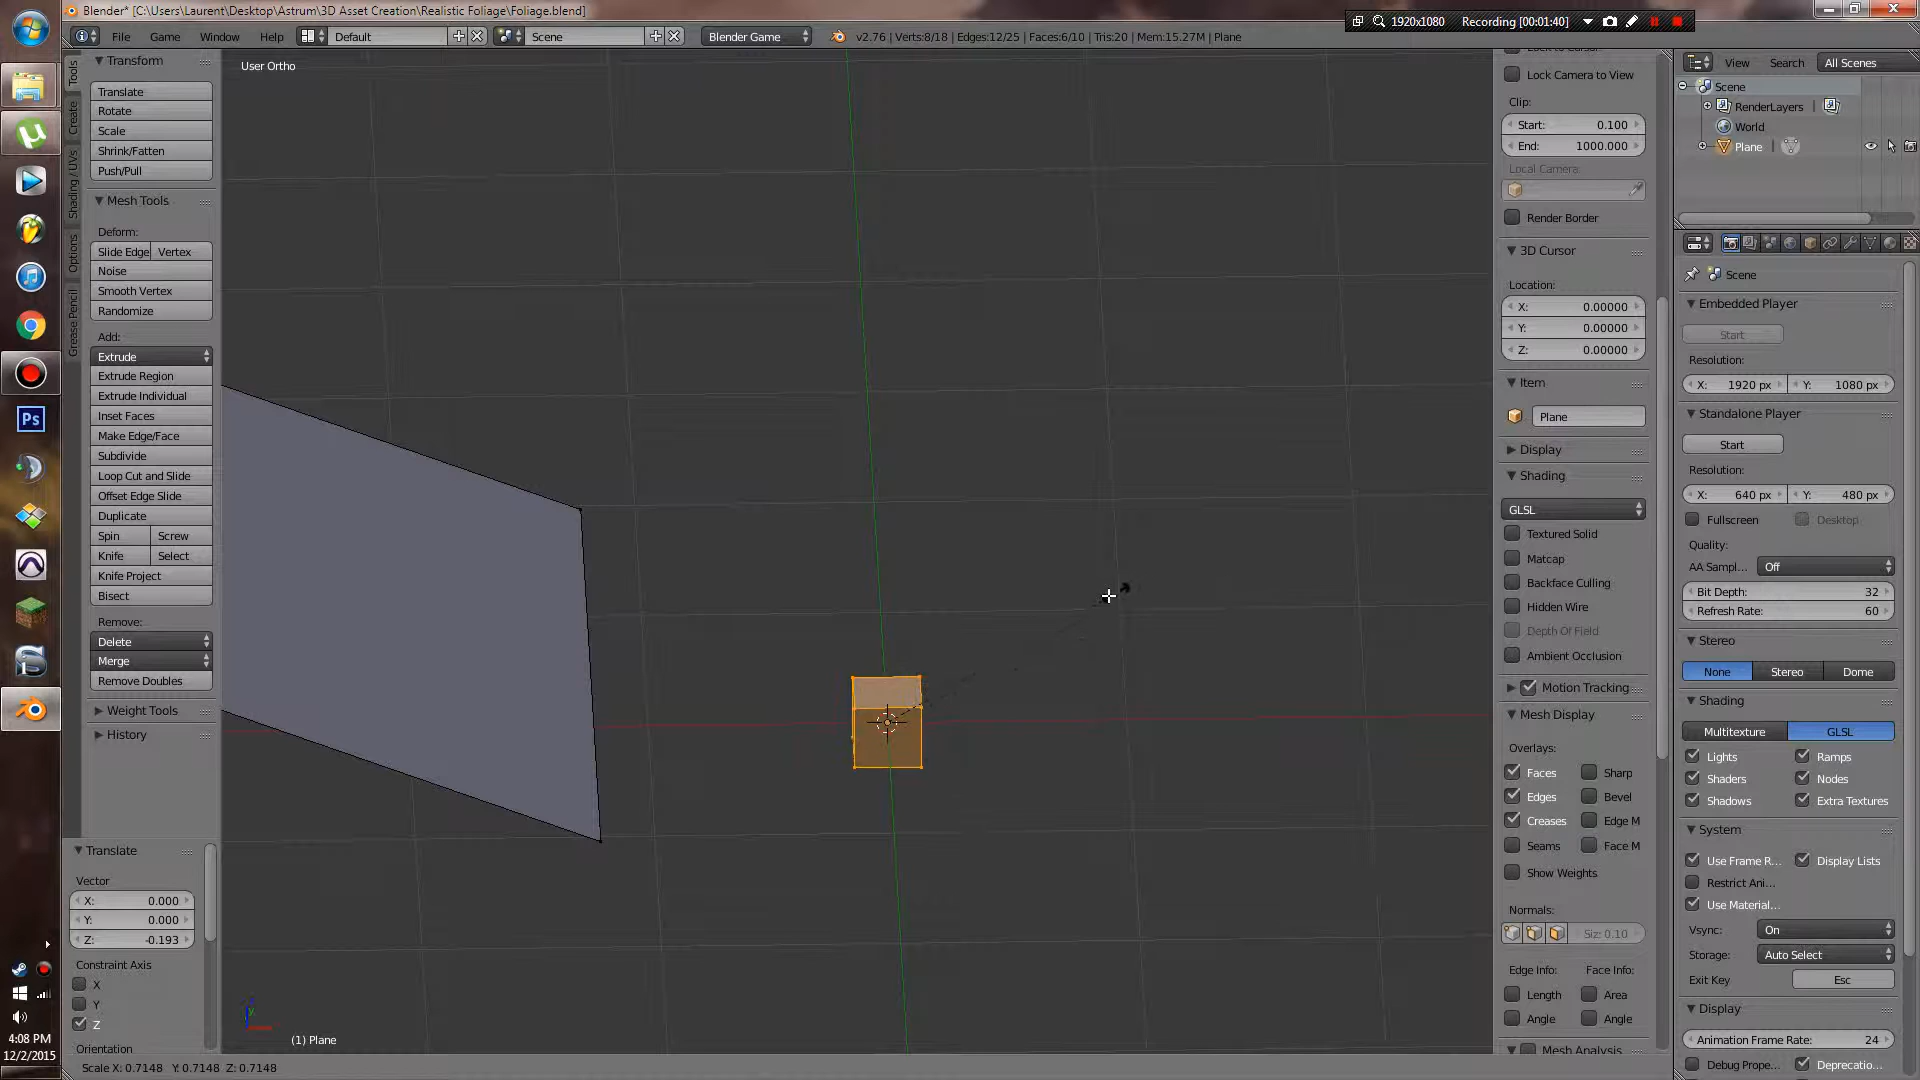 Blender* [C:\Users\Laurent\Desktop\Astrum\3D Asset Creation\Realistic Foliage\Foliage.blend]
1920x1080
Recording [00:01:40]
File
Game
Window
Help
Default
Scene
Blender Game
v2.76 | Verts:8/18 | Edges:12/25 | Faces:6/10 | Tris:20 | Mem:15.27M | Plane
User Ortho
Tools
Create
Shading / UVs
Options
Grease Pencil
Transform
Translate
Rotate
Scale
Shrink/Fatten
Push/Pull
Mesh Tools
Deform:
Slide Edge
Vertex
Noise
Smooth Vertex
Randomize
Add:
Extrude
Extrude Region
Extrude Individual
Inset Faces
Make Edge/Face
Subdivide
Loop Cut and Slide
Offset Edge Slide
Duplicate
Spin
Screw
Knife
Select
Knife Project
Bisect
Remove:
Delete
Merge
Remove Doubles
Weight Tools
History
Translate
Vector
X: 0.000
Y: 0.000
Z: -0.193
Constraint Axis
X
Y
Z
Orientation
(1) Plane
Scale X: 0.7148 Y: 0.7148 Z: 0.7148
Ps
4:08 PM
12/2/2015
Lock Camera to View
Clip:
Start: 0.100
End: 1000.000
Local Camera:
Render Border
3D Cursor
Location:
X: 0.00000
Y: 0.00000
Z: 0.00000
Item
Plane
Display
Shading
GLSL
Textured Solid
Matcap
Backface Culling
Hidden Wire
Depth Of Field
Ambient Occlusion
Motion Tracking
Mesh Display
Overlays:
Faces
Sharp
Edges
Bevel
Creases
Edge M
Seams
Face M
Show Weights
Normals:
Siz: 0.10
Edge Info:
Face Info:
Length
Area
Angle
Angle
Mesh Analysis
View
Search
All Scenes
Scene
RenderLayers
World
Plane
Scene
Embedded Player
Start
Resolution:
X: 1920 px
Y: 1080 px
Standalone Player
Start
Resolution:
X: 640 px
Y: 480 px
Fullscreen
Desktop
Quality:
AA Sampl...
Off
Bit Depth: 32
Refresh Rate: 60
Stereo
None
Stereo
Dome
Shading
Multitexture
GLSL
Lights
Ramps
Shaders
Nodes
Shadows
Extra Textures
System
Use Frame R...
Display Lists
Restrict Ani...
Use Material...
Vsync:
On
Storage:
Auto Select
Exit Key
Esc
Display
Animation Frame Rate: 24
Debug Prope...
Deprecatio...